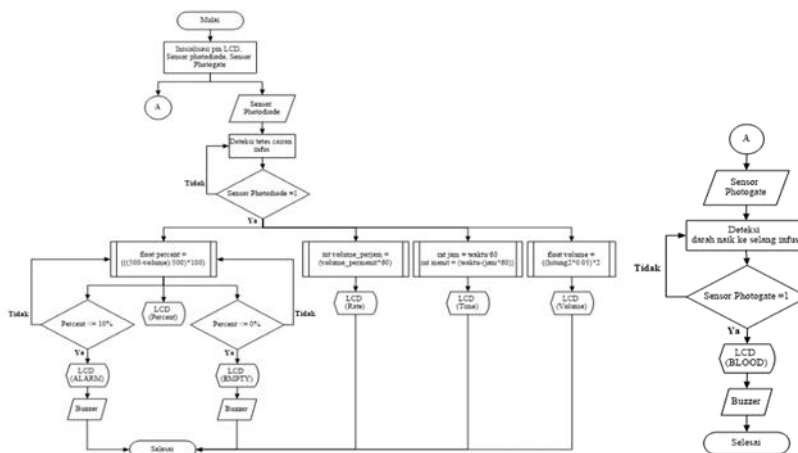 Mulai
Inisialisasi pin LCD,
Sensor photodiode, Sensor
Photogate
A
Sensor
Photodiode
Deteksi tetes cairan
infus
Tidak
Sensor Photodiode =1
Ya
float percent =
(((500-volume)/500)*100)
int volume_perjam =
(volume_permenit*60)
int jam = waktu/60
int menit = (waktu-(jam*60))
float volume =
((hitung2*0.05)*2
Tidak
Percent <= 10%
LCD
(Percent)
Percent <= 0%
Tidak
LCD
(Rate)
LCD
(Time)
LCD
(Volume)
Ya
Ya
LCD
(ALARM)
LCD
(EMPTY)
Buzzer
Buzzer
Selesai
A
Sensor
Photogate
Deteksi
darah naik ke selang infus
Tidak
Sensor Photogate =1
Ya
LCD
(BLOOD)
Buzzer
Selesai